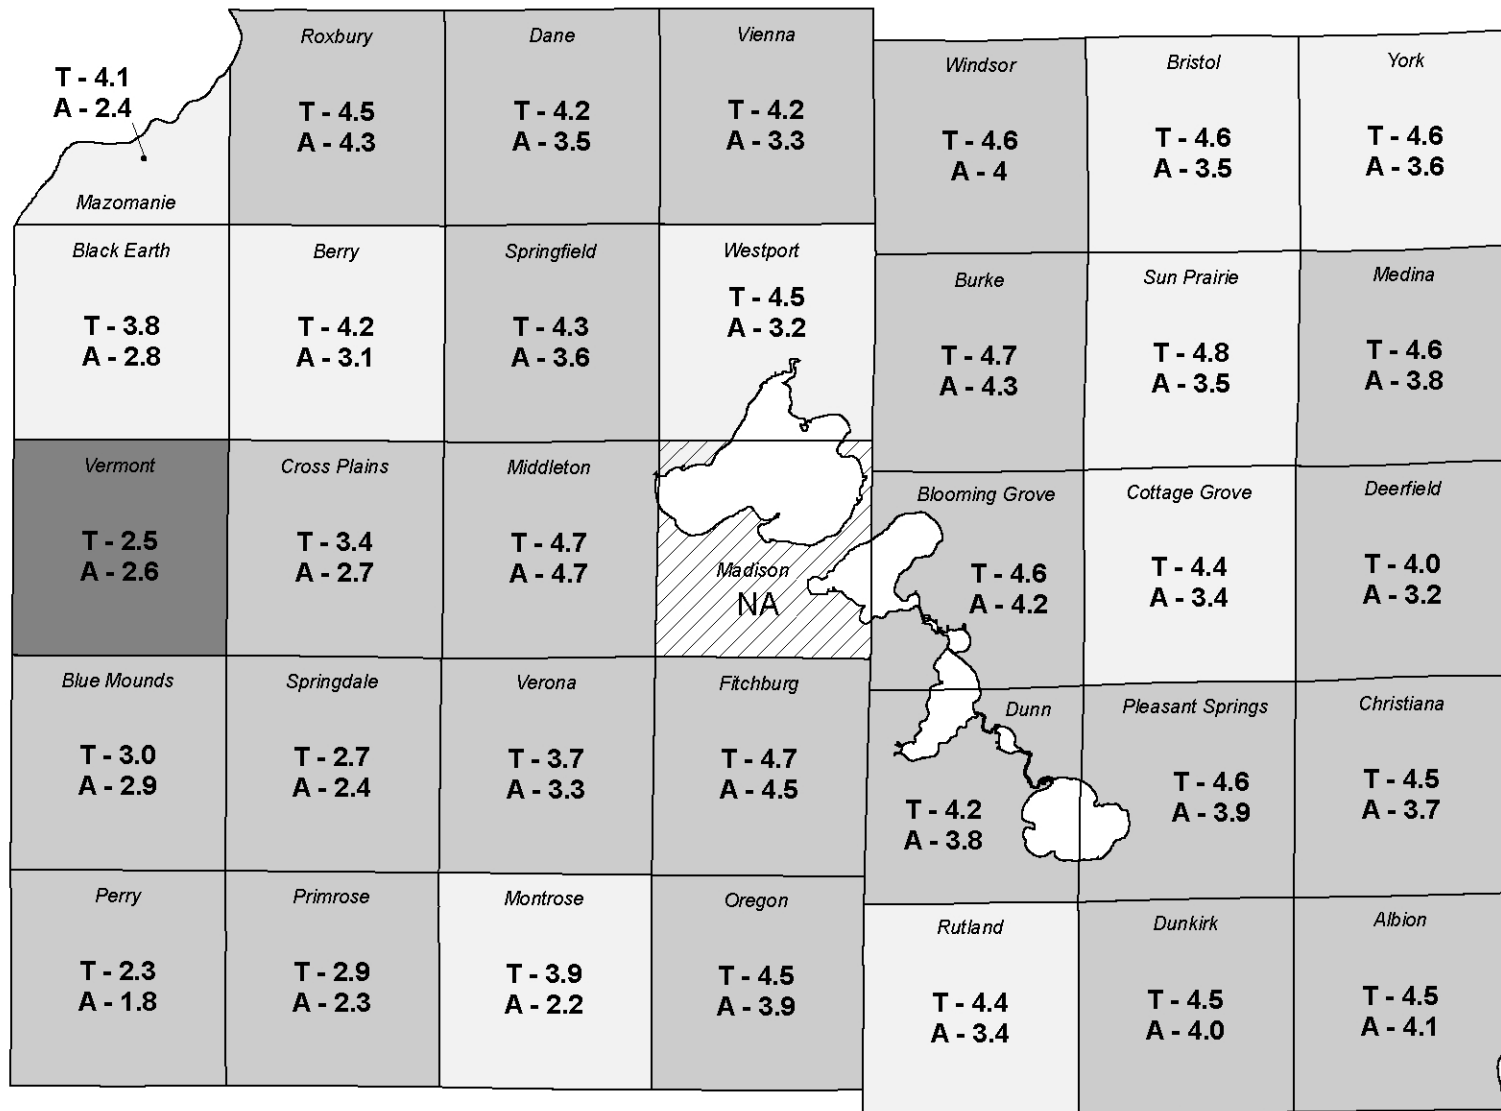 Roxbury
T - 4.5
A - 4.3
Dane
T - 4.2
A - 3.5
Vienna
T - 4.2
A - 3.3
Windsor
T - 4.6
A - 4
Bristol
T - 4.6
A - 3.5
York
T - 4.6
A - 3.6
T - 4.1
A - 2.4
Mazomanie
Black Earth
T - 3.8
A - 2.8
Berry
T - 4.2
A - 3.1
Springfield
T - 4.3
A - 3.6
Westport
T - 4.5
A - 3.2
Burke
T - 4.7
A - 4.3
Sun Prairie
T - 4.8
A - 3.5
Medina
T - 4.6
A - 3.8
Vermont
T - 2.5
A - 2.6
Cross Plains
T - 3.4
A - 2.7
Middleton
T - 4.7
A - 4.7
Madison
NA
Blooming Grove
T - 4.6
A - 4.2
Cottage Grove
T - 4.4
A - 3.4
Deerfield
T - 4.0
A - 3.2
Blue Mounds
T - 3.0
A - 2.9
Springdale
T - 2.7
A - 2.4
Verona
T - 3.7
A - 3.3
Fitchburg
T - 4.7
A - 4.5
Dunn
T - 4.2
A - 3.8
Pleasant Springs
T - 4.6
A - 3.9
Christiana
T - 4.5
A - 3.7
Perry
T - 2.3
A - 1.8
Primrose
T - 2.9
A - 2.3
Montrose
T - 3.9
A - 2.2
Oregon
T - 4.5
A - 3.9
Rutland
T - 4.4
A - 3.4
Dunkirk
T - 4.5
A - 4.0
Albion
T - 4.5
A - 4.1